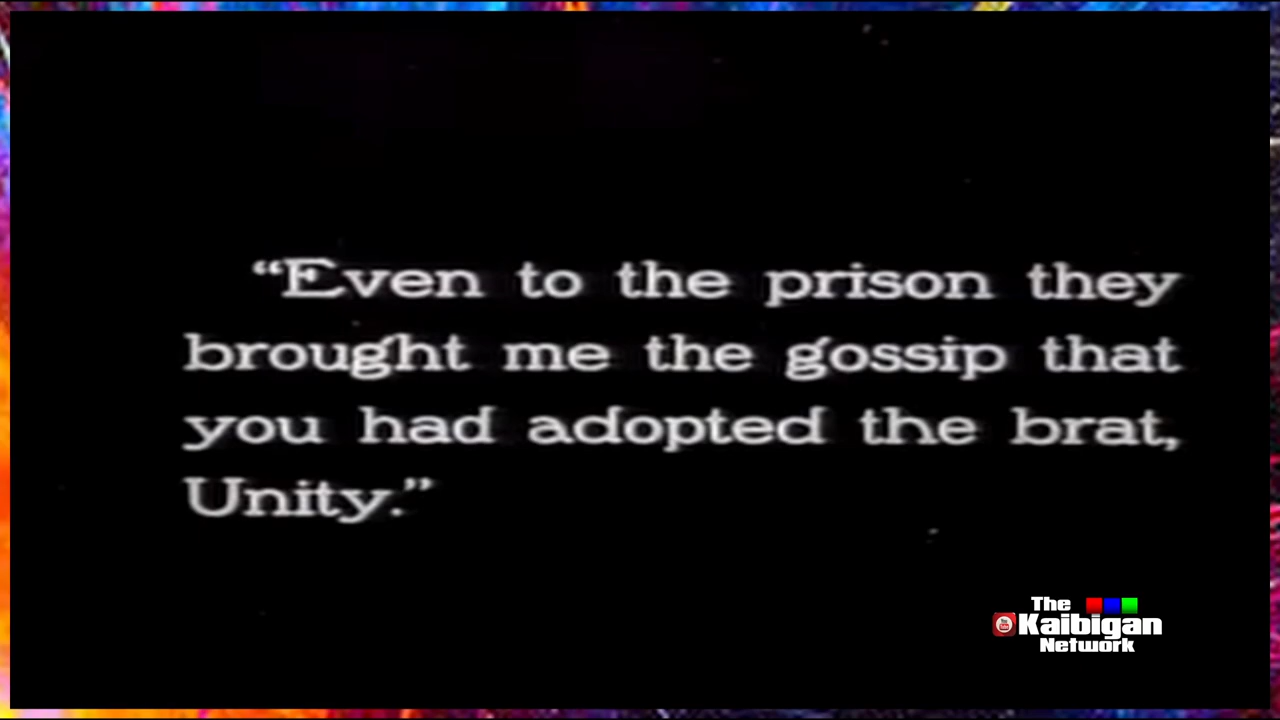 “Even to the prison they
brought me the gossip that
you had adopted the brat,
Unity.”
The
Kaibigan
Network